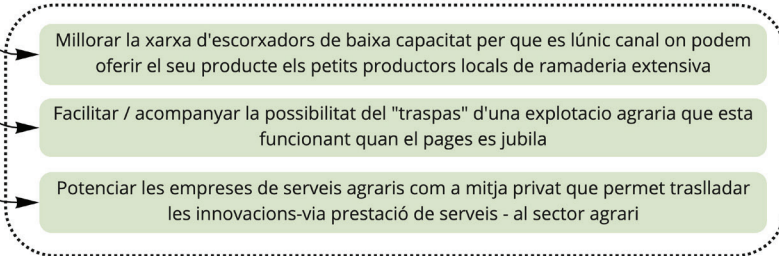 Millorar la xarxa d'escorxadors de baixa capacitat per que es lúnic canal on podem
oferir el seu producte els petits productors locals de ramaderia extensiva
Facilitar / acompanyar la possibilitat del "traspas" d'una explotacio agraria que esta
funcionant quan el pages es jubila
Potenciar les empreses de serveis agraris com a mitja privat que permet traslladar
les innovacions-via prestació de serveis - al sector agrari